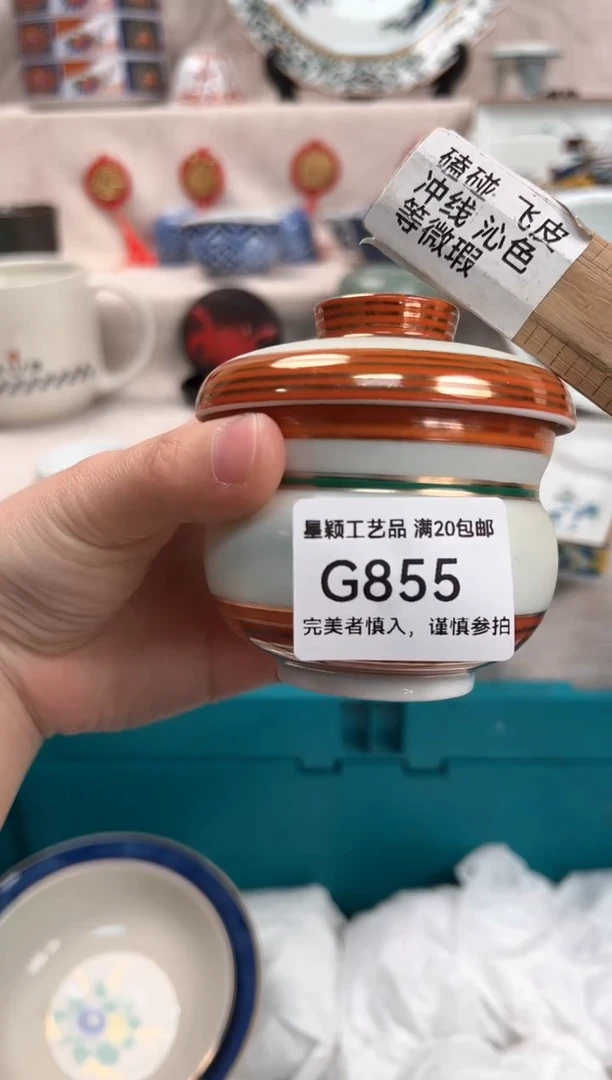 磕碰 飞皮
冲线 沁色
等微瑕
量颖工艺品 满20包邮
G855
完美者慎入，谨慎参拍